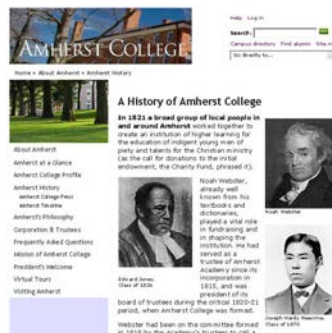 AMHERST COLLEGE
Help Log In
Search:
Campus directory Find alumni Site
Go directly to...
Home » About Amherst » Amherst History
A History of Amherst College
In 1821 a broad group of local people in
and around Amherst worked together to
create an institution of higher learning for
the education of indigent young men of
piety and talents for the Christian ministry
(as the call for donations to the initial
endowment, the Charity Fund, phrased it).
About Amherst
Amherst at a Glance
Amherst College Profile
Amherst History
Amherst College Press
Amherst Timeline
Amherst's Philosophy
Corporation & Trustees
Frequently Asked Questions
Mission of Amherst College
President's Welcome
Virtual Tours
Visiting Amherst
Noah Webster,
already well
known from his
textbooks and
dictionaries,
played a vital role
in fundraising and
in shaping the
institution. He had
served as a
trustee of Amherst
Academy since its
incorporation in
1815, and was
president of its
board of trustees during the critical 1820-21
period, when Amherst College was formed.
Noah Webster
Edward Jones,
Class of 1826
Joseph Hardy Neesima,
Class of 1870
Webster had been on the committee formed
in 1818 by the Academy's trustees to call a